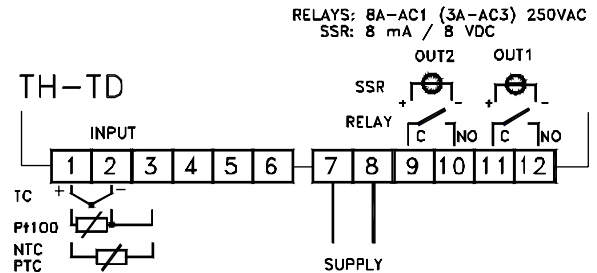 RELAYS: 8A-AC1 (3A-AC3) 250VAC
SSR: 8 mA / 8 VDC
OUT2 OUT1
TH-TD
SSR
+ - + -
RELAY
INPUT
C NO C NO
1 2 3 4 5 6 7 8 9 10 11 12
TC + -
Pt100
NTC
PTC
SUPPLY